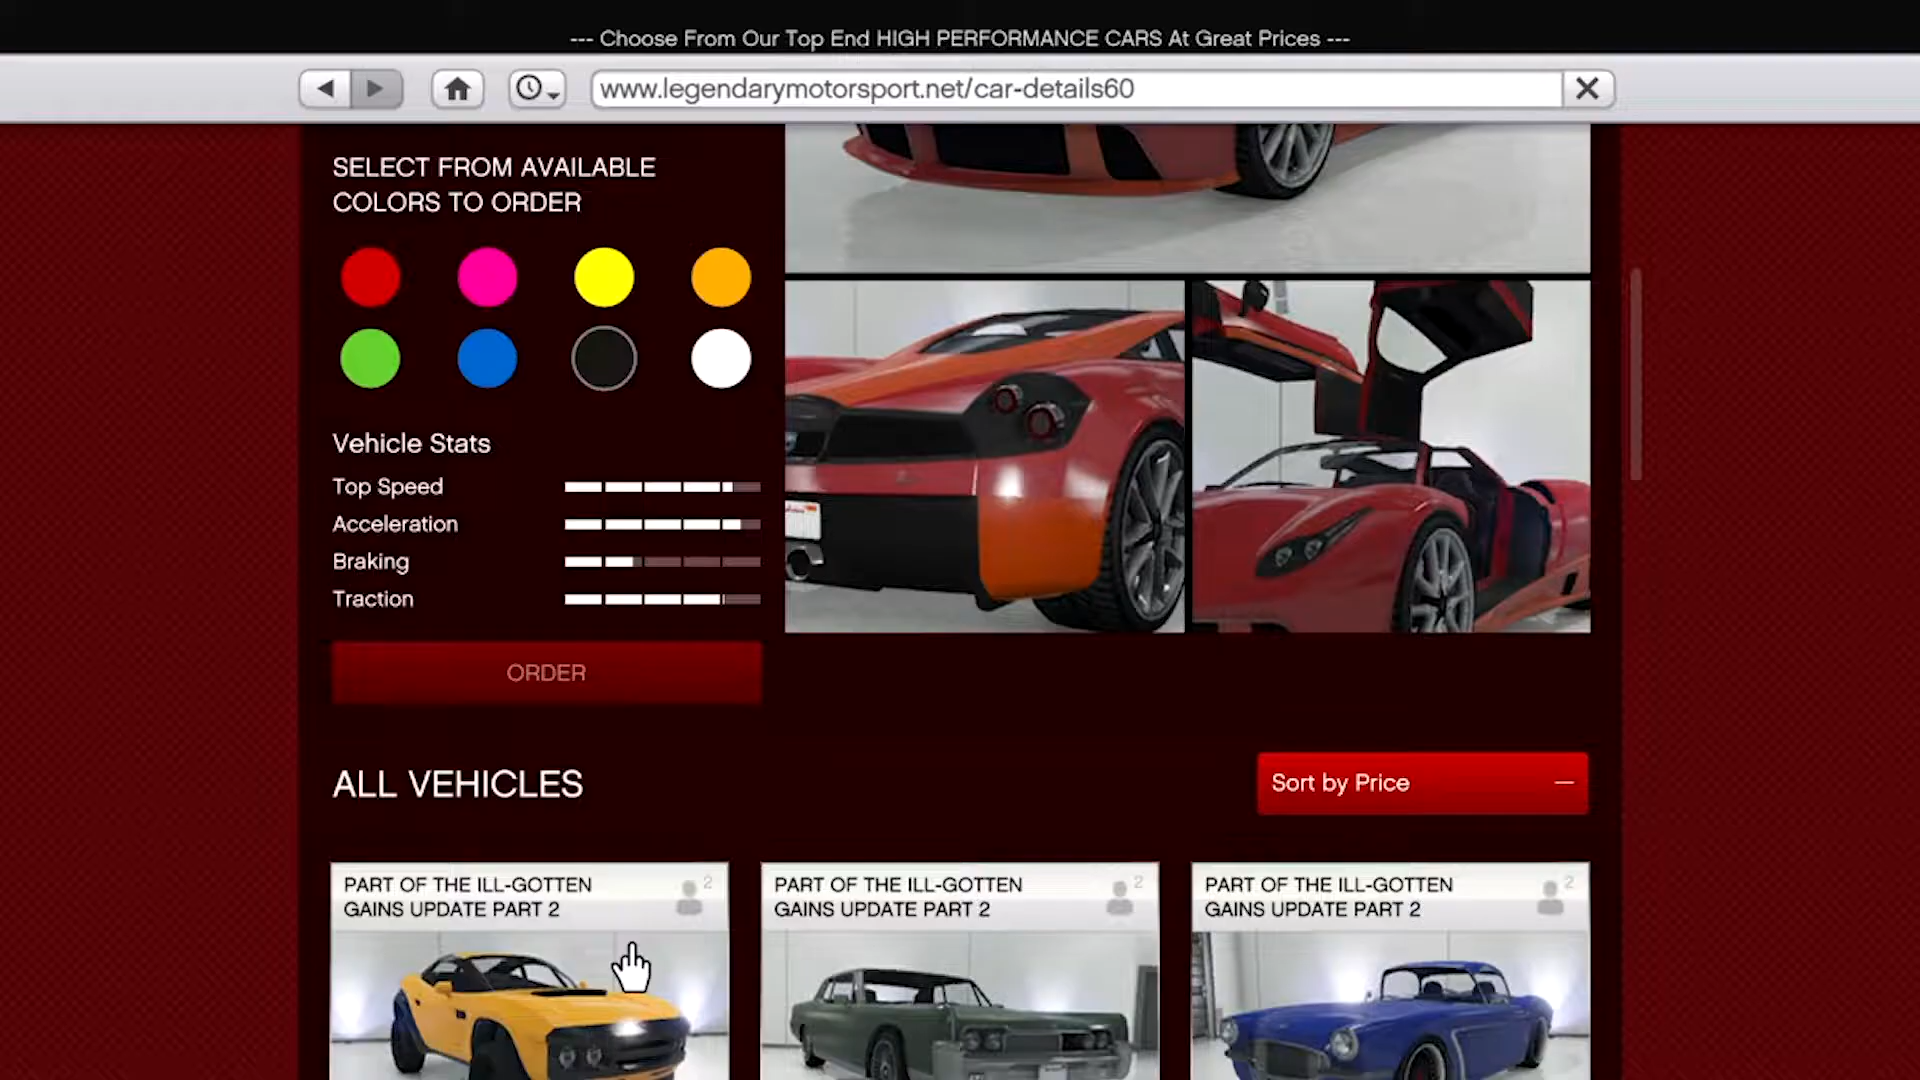 --- Choose From Our Top End HIGH PERFORMANCE CARS At Great Prices ---
www.legendarymotorsport.net/car-details60
SELECT FROM AVAILABLE
COLORS TO ORDER
Vehicle Stats
Top Speed
Acceleration
Braking
Traction
ORDER
ALL VEHICLES
Sort by Price
PART OF THE ILL-GOTTEN
GAINS UPDATE PART 2
2
PART OF THE ILL-GOTTEN
GAINS UPDATE PART 2
2
PART OF THE ILL-GOTTEN
GAINS UPDATE PART 2
2